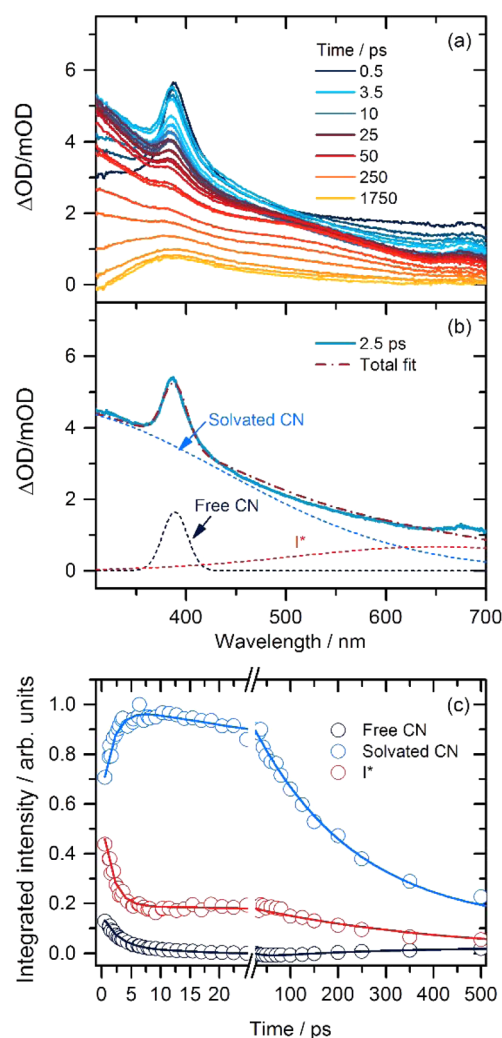 (a)
Time / ps
0.5
3.5
10
25
50
250
1750
6
4
2
0
ΔOD/mOD
(b)
2.5 ps
Total fit
Solvated CN
Free CN
I*
6
4
2
0
ΔOD/mOD
400
500
600
700
Wavelength / nm
(c)
Free CN
Solvated CN
I*
1.0
0.8
0.6
0.4
0.2
0.0
Integrated intensity / arb. units
0 5 10 15 20 100 200 300 400 500
Time / ps